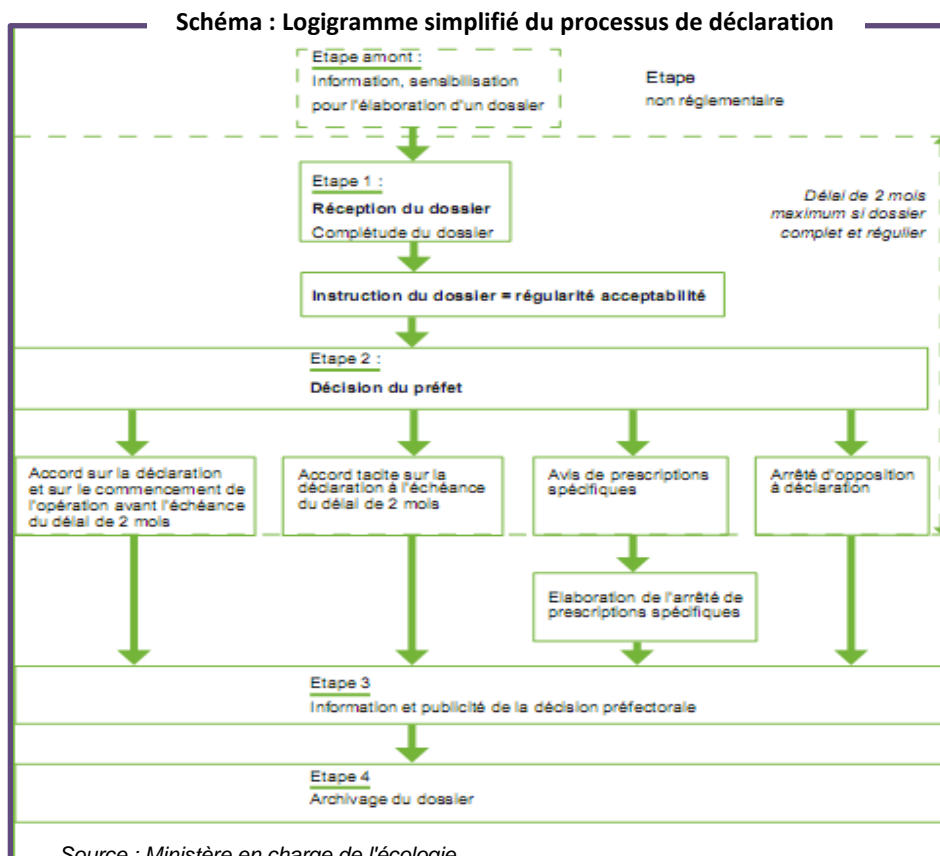 Schéma : Logigramme simplifié du processus de déclaration
Etape amont :
Information, sensibilisation
pour l'élaboration d'un dossier
Etape
non réglementaire
Etape 1 :
Réception du dossier
Complétude du dossier
Délai de 2 mois
maximum si dossier
complet et régulier
Instruction du dossier = régularité acceptabilité
Etape 2 :
Décision du préfet
Accord sur la déclaration
et sur le commencement de
l'opération avant l'échéance
du délai de 2 mois
Accord tacite sur la
déclaration à l'échéance
du délai de 2 mois
Avis de prescriptions
spécifiques
Arrêté d'opposition
à déclaration
Elaboration de l'arrêté de
prescriptions spécifiques
Etape 3
Information et publicité de la décision préfectorale
Etape 4
Archivage du dossier
Source : Ministère en charge de l'écologie